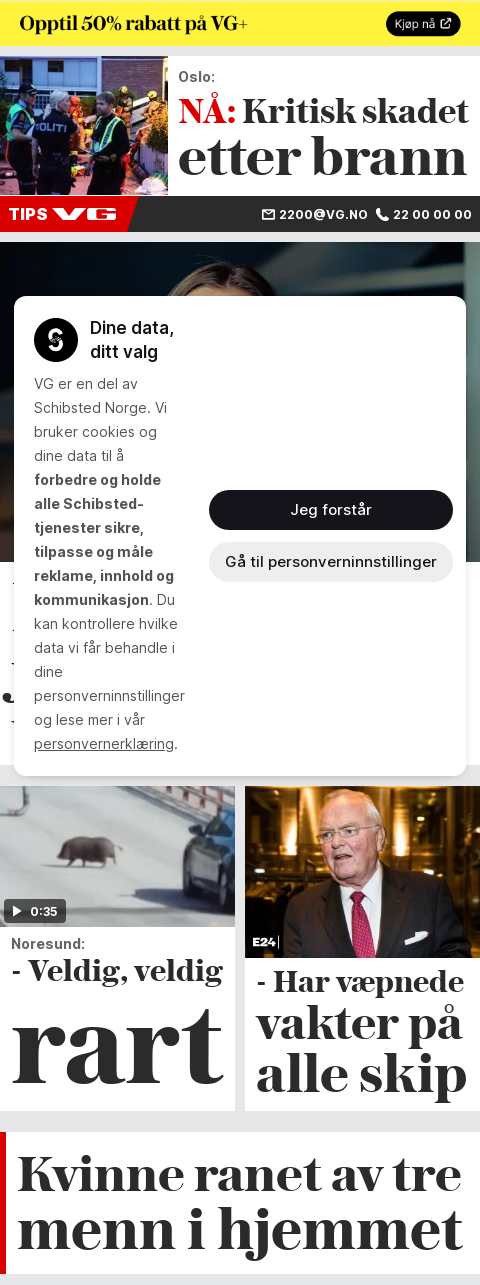 Opptil 50% rabatt på VG+
Kjøp nå
Oslo:
NÅ: Kritisk skadet
etter brann
POLITI
TIPS VG
2200@VG.NO 22 00 00 00
Dine data,
ditt valg
VG er en del av
Schibsted Norge. Vi
bruker cookies og
dine data til å
forbedre og holde
alle Schibsted-
tjenester sikre,
tilpasse og måle
reklame, innhold og
kommunikasjon. Du
kan kontrollere hvilke
data vi får behandle i
dine
personverninnstillinger
og lese mer i vår
personvernerklæring.
Jeg forstår
Gå til personverninnstillinger
0:35
Noresund:
- Veldig, veldig
rart
E24
- Har væpnede
vakter på
alle skip
Kvinne ranet av tre
menn i hjemmet